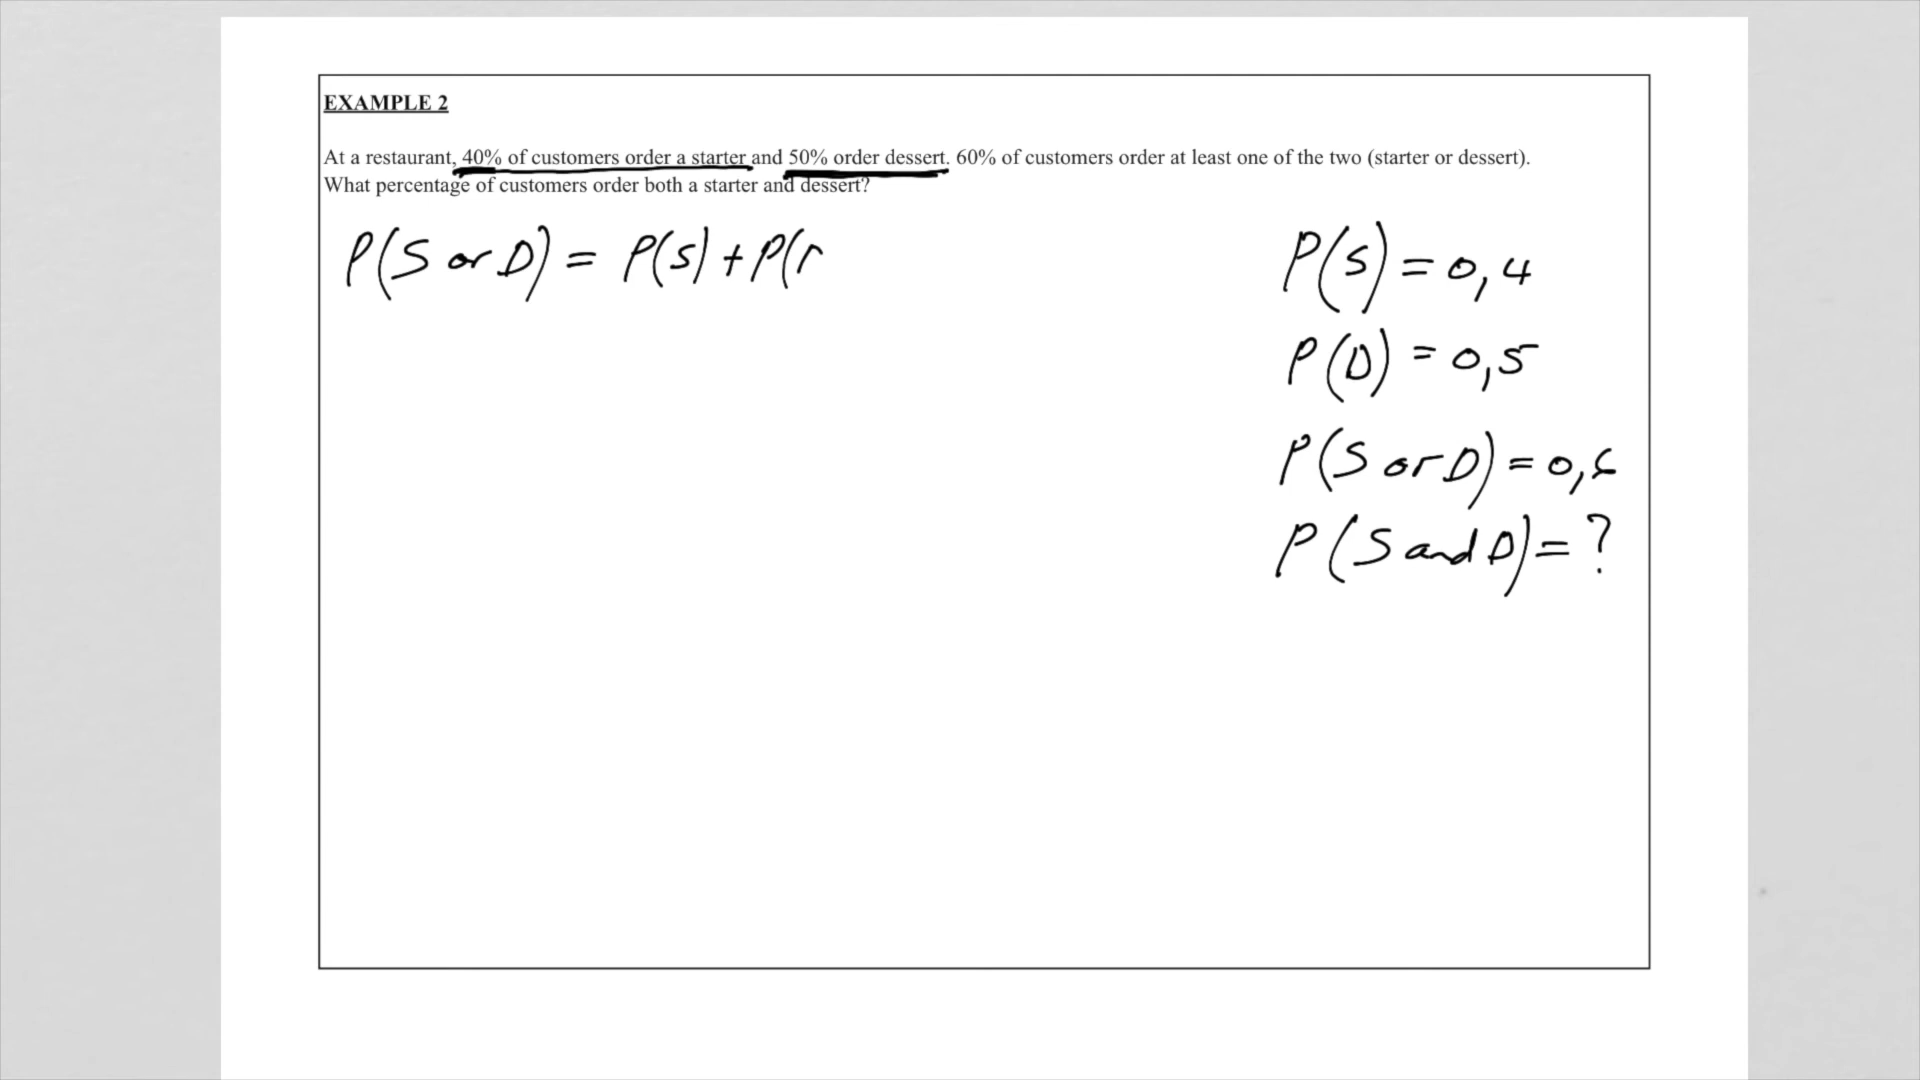 EXAMPLE 2
At a restaurant, 40% of customers order a starter and 50% order dessert. 60% of customers order at least one of the two (starter or dessert).
What percentage of customers order both a starter and dessert?
P(S or D) = P(S) + P(
P(S) = 0,4
P(D) = 0,5
P(S or D) = 0,6
P(S and D) = ?